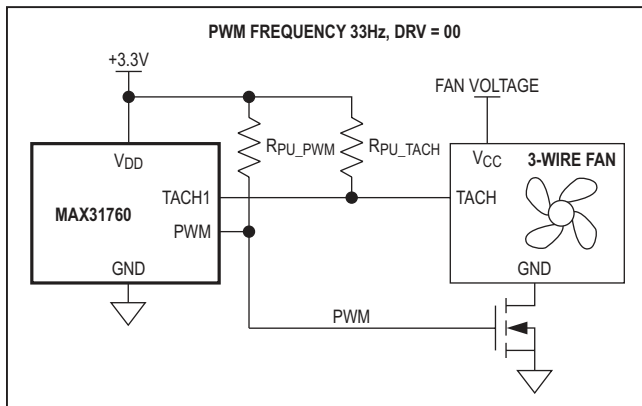 PWM FREQUENCY 33Hz, DRV = 00
+3.3V
FAN VOLTAGE
RPU_PWM
RPU_TACH
VDD
VCC
3-WIRE FAN
TACH1
TACH
MAX31760
PWM
GND
GND
PWM